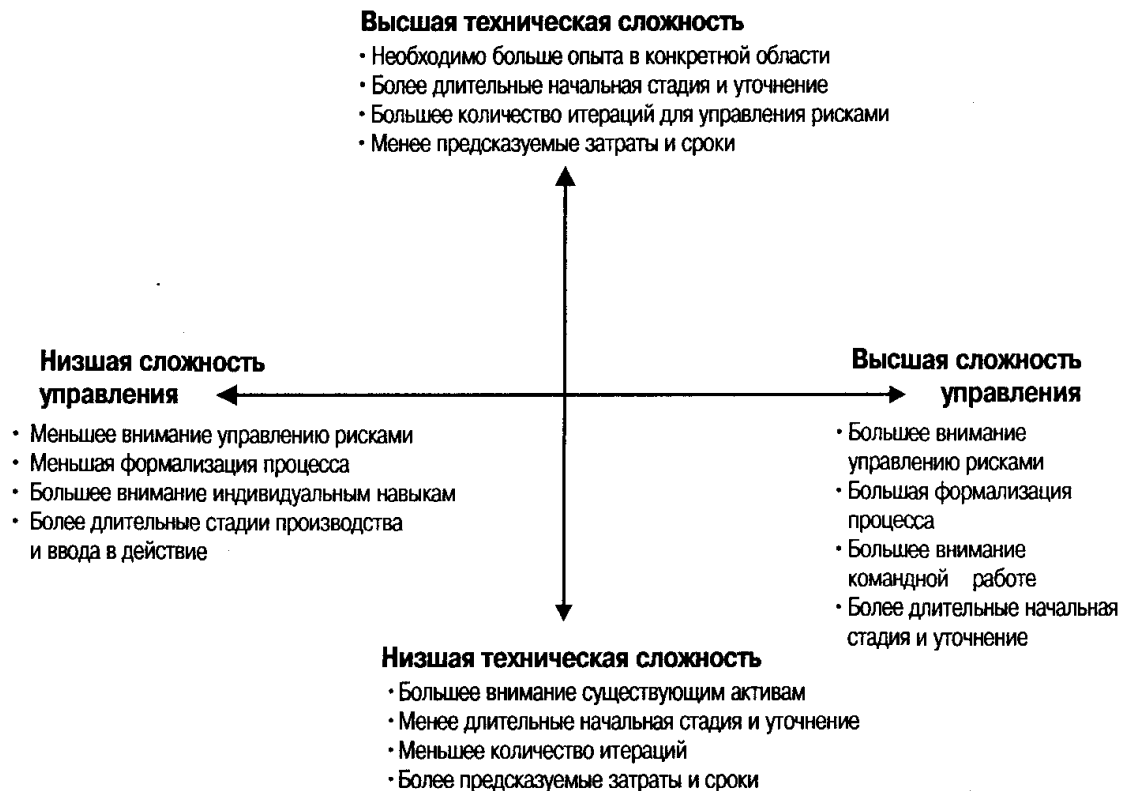 Высшая техническая сложность
· Необходимо больше опыта в конкретной области
· Более длительные начальная стадия и уточнение
· Большее количество итераций для управления рисками
· Менее предсказуемые затраты и сроки
Низшая сложность
управления
· Меньшее внимание управлению рисками
· Меньшая формализация процесса
· Большее внимание индивидуальным навыкам
· Более длительные стадии производства
и ввода в действие
Высшая сложность
управления
· Большее внимание
управлению рисками
· Большая формализация
процесса
· Большее внимание
командной работе
· Более длительные начальная
стадия и уточнение
Низшая техническая сложность
· Большее внимание существующим активам
· Менее длительные начальная стадия и уточнение
· Меньшее количество итераций
· Более предсказуемые затраты и сроки